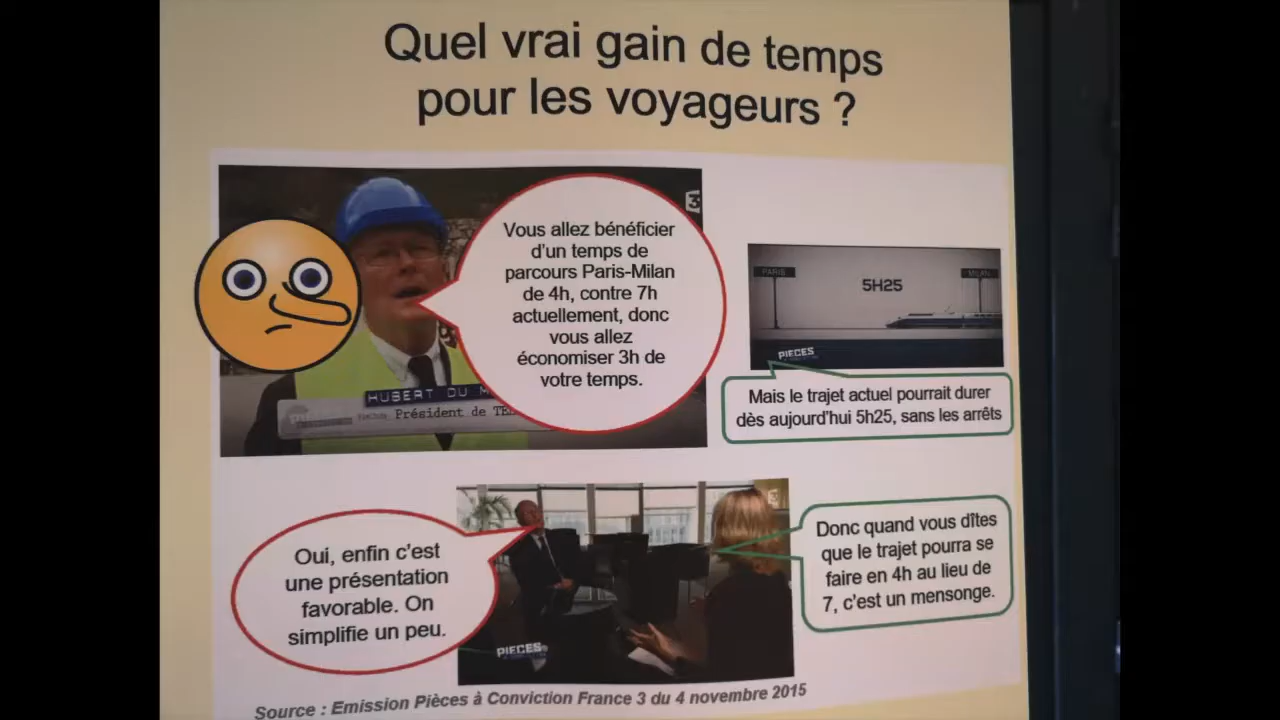 Quel vrai gain de temps
pour les voyageurs ?
3
Vous allez bénéficier
d'un temps de
parcours Paris-Milan
de 4h, contre 7h
actuellement, donc
vous allez
économiser 3h de
votre temps.
HUBERT DU M
Président de TE
PARIS
MILAN
5H25
PIECES
Mais le trajet actuel pourrait durer
dès aujourd'hui 5h25, sans les arrêts
Oui, enfin c'est
une présentation
favorable. On
simplifie un peu.
3
Donc quand vous dîtes
que le trajet pourra se
faire en 4h au lieu de
7, c'est un mensonge.
PIECES
Source : Emission Pièces à Conviction France 3 du 4 novembre 2015